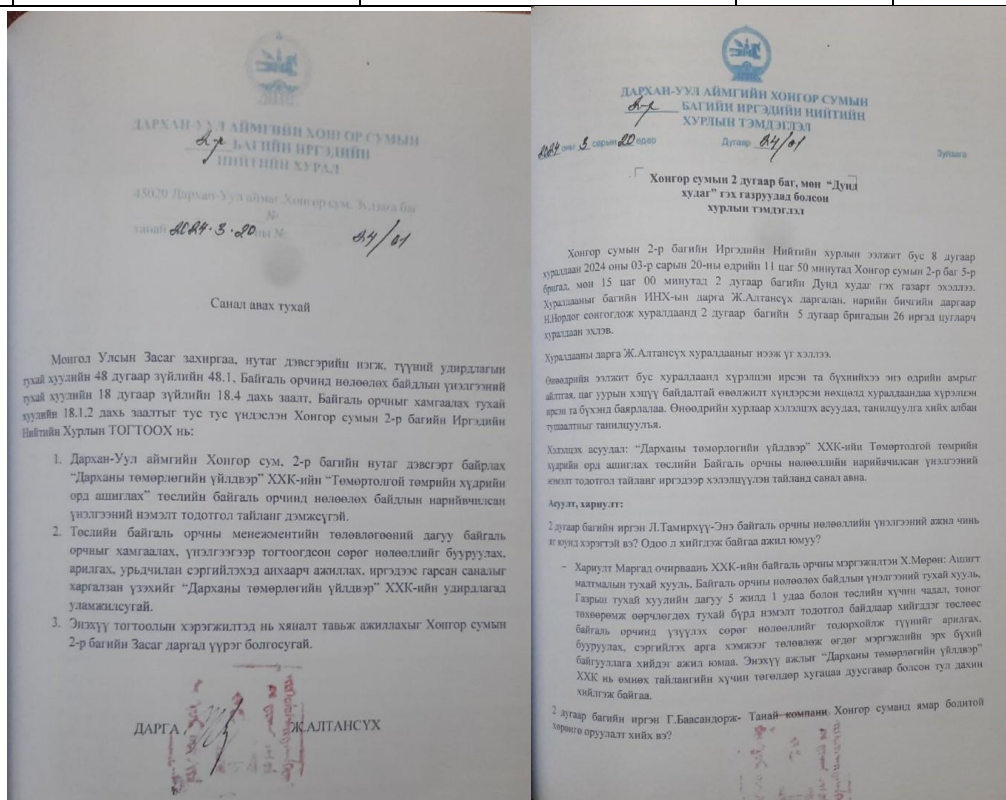 ДАРХАН-УУЛ АЙМГИЙН ХОНГОР СУМЫН
2-р БАГИЙН ИРГЭДИЙН
НИЙТИЙН ХУРАЛ
45029 Дархан-Уул аймаг Хонгор сум,
№
танай 2024.3.20 ны № 24/01
Санал авах тухай
Монгол Улсын Засаг захиргаа, нутаг дэвсгэрийн нэгж, түүний удирдлагын
тухай хуулийн 48 дугаар зүйлийн 48.1, Байгаль орчинд нөлөөлөх байдлын үнэлгээний
тухай хуулийн 18 дугаар зүйлийн 18.4 дэх заалт, Байгаль орчныг хамгаалах тухай
хуулийн 18.1.2 дахь заалтыг тус тус үндэслэн Хонгор сумын 2-р багийн Иргэдийн
Нийтийн Хурлын ТОГТООХ нь:
1. Дархан-Уул аймгийн Хонгор сум, 2-р багийн нутаг дэвсгэрт байрлах
"Дарханы төмөрлөгийн үйлдвэр" ХХК-ийн "Төмөртолгой төмрийн хүдрийн
орд ашиглах" төслийн байгаль орчинд нөлөөлөх байдлын нарийвчилсан
үнэлгээний нэмэлт тодотгол тайланг дэмжсүгэй.
2. Төслийн байгаль орчны менежментийн төлөвлөгөөний дагуу байгаль
орчныг хамгаалах, үнэлгээгээр тогтоогдсон сөрөг нөлөөллийг бууруулах,
арилгах, урьдчилан сэргийлэхэд анхаарч ажиллах, иргэдээс гарсан саналыг
харгалзан үзэхийг "Дарханы төмөрлөгийн үйлдвэр" ХХК-ийн удирдлагад
уламжилсугай.
3. Энэхүү тогтоолын хэрэгжилтэд нь хяналт тавьж ажиллахыг Хонгор сумын
2-р багийн Засаг даргад үүрэг болгосугай.
ДАРГА Ж.АЛТАНСҮХ
ДАРХАН-УУЛ АЙМГИЙН ХОНГОР СУМЫН
2-р БАГИЙН ИРГЭДИЙН НИЙТИЙН
ХУРЛЫН ТЭМДЭГЛЭЛ
2024 оны 3 сарын 20 өдөр Дугаар 24/01
Хонгор сумын 2 дугаар баг, мөн "Дунд
худаг" гэх газруудад болсон
хурлын тэмдэглэл
Хонгор сумын 2-р багийн Иргэдийн Нийтийн хурлын ээлжит бус 8 дугаар
хуралдаан 2024 оны 03-р сарын 20-ны өдрийн 11 цаг 50 минутад Хонгор сумын 2-р баг 5-р
бригад, мөн 15 цаг 00 минутад 2 дугаар багийн Дунд худаг гэх газарт эхэллээ.
Хуралдааныг багийн ИНХ-ын дарга Ж.Алтансүх даргалан, нарийн бичгийн даргаар
Н.Нордог сонгогдож хуралдаанд 2 дугаар багийн 5 дугаар бригадын 26 иргэд цугларч
хуралдаан эхлэв.
Хуралдааны дарга Ж.Алтансүх хуралдааныг нээж үг хэллээ.
Өнөөдрийн ээлжит бус хуралдаанд хүрэлцэн ирсэн та бүхнийхээ энэ өдрийн амрыг
айлтгая, цаг уурын хэцүү байдалтай өвөлжилт хүндэрсэн нөхцөлд хуралдаандаа хүрэлцэн
ирсэн та бүхэнд баярлалаа. Өнөөдрийн хурлаар хэлэлцэх асуудал, танилцуулга хийх албан
тушаалтныг танилцуулъя.
Хэлэлцэх асуудал: "Дарханы төмөрлөгийн үйлдвэр" ХХК-ийн Төмөртолгой төмрийн
хүдрийн орд ашиглах төслийн Байгаль орчны нөлөөллийн нарийвчилсан үнэлгээний
нэмэлт тодотгол тайланг иргэдээр хэлэлцүүлэн тайланд санал авна.
Асуулт, хариулт:
2 дугаар багийн иргэн Л.Тамирхүү-Энэ байгаль орчны нөлөөллийн үнэлгээний ажил чинь
яг юунд хэрэгтэй вэ? Одоо л хийгдэж байгаа ажил юмуу?
- Хариулт Маргад очирваань ХХК-ийн байгаль орчны мэргэжилтэн Х.Мөрөн: Ашигт
малтмалын тухай хууль, Байгаль орчны нөлөөлөх байдлын үнэлгээний тухай хууль,
Газрын тухай хуулийн дагуу 5 жилд 1 удаа болон төслийн хүчин чадал, тоног
төхөөрөмж өөрчлөгдөх тухай бүрд нэмэлт тодотгол байдлаар хийгддэг төслөөс
байгаль орчинд үзүүлэх сөрөг нөлөөллийг тодорхойлж түүнийг арилгах,
бууруулах, сэргийлэх арга хэмжээг төлөвлөж өгдөг мэргэжлийн эрх бүхий
байгууллага хийдэг ажил юмаа. Энэхүү ажлыг "Дарханы төмөрлөгийн үйлдвэр"
ХХК нь өмнөх тайлангийн хүчин төгөлдөр хугацаа дуусгавар болсон тул дахин
хийлгэж байгаа.
2 дугаар багийн иргэн Г.Баасандорж- Танай компани Хонгор суманд ямар бодитой
хөрөнгө оруулалт хийх вэ?